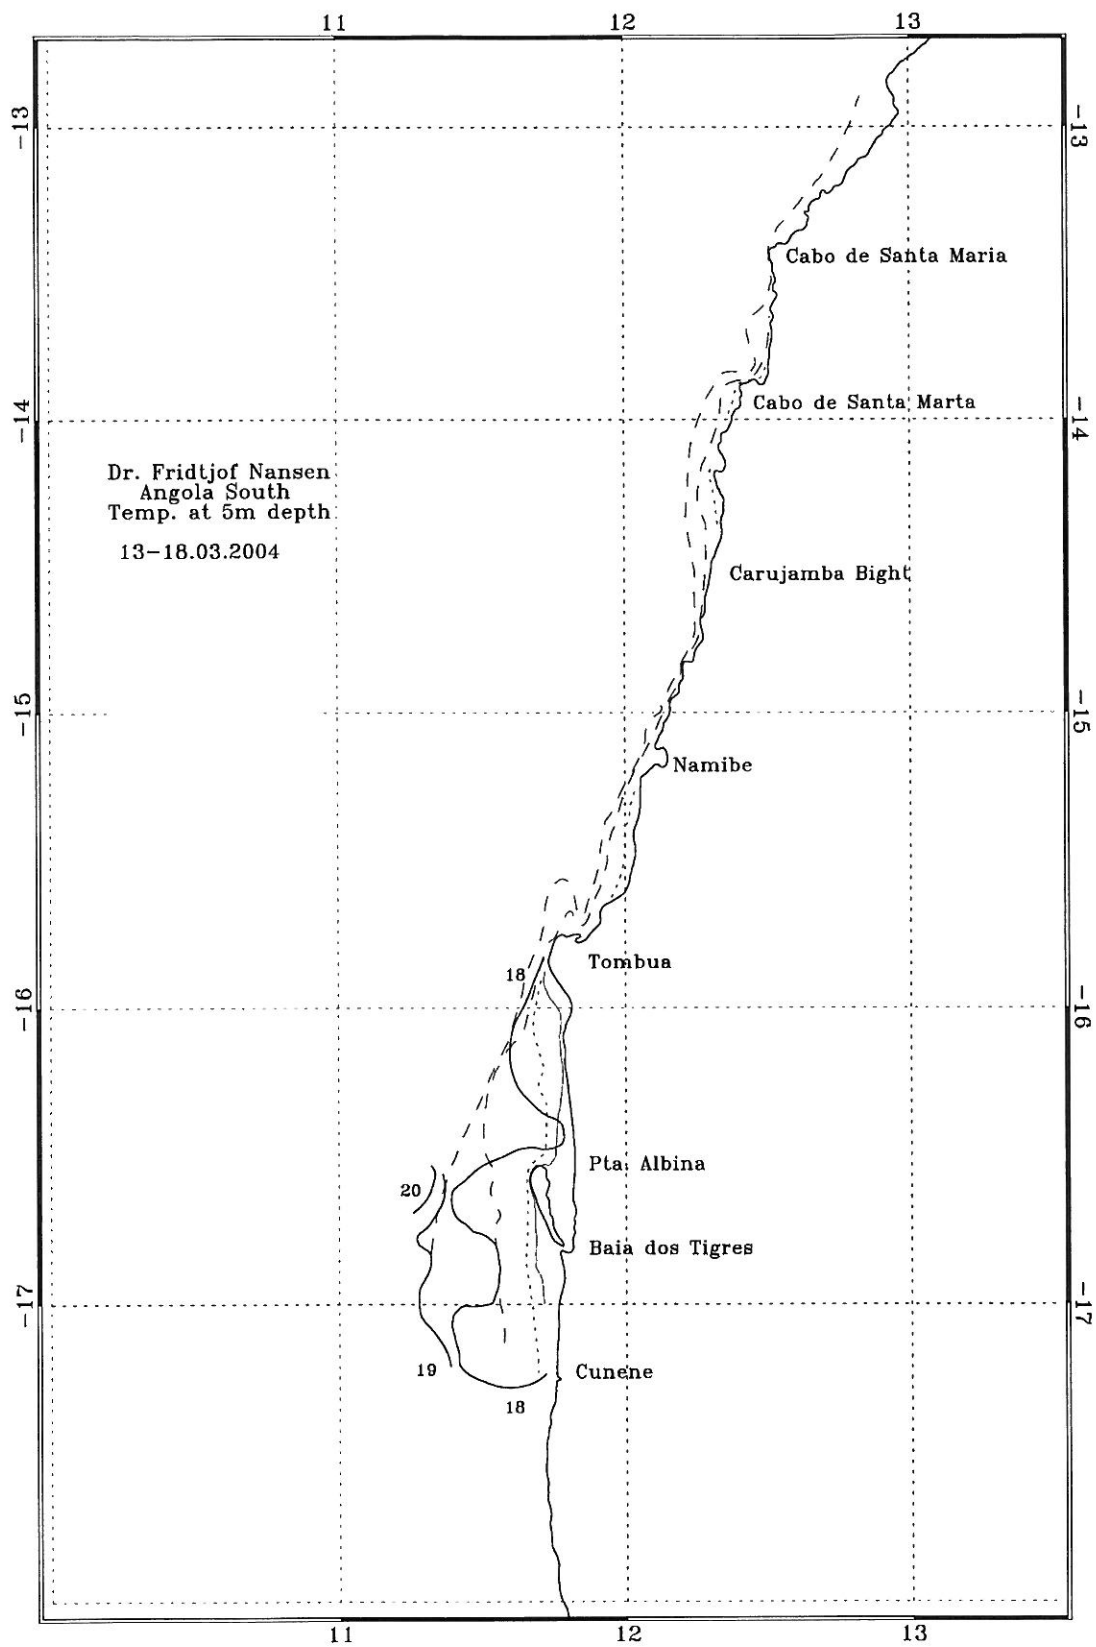 11 12 13
-13 -13
Cabo de Santa Maria
Cabo de Santa Marta
-14 -14
Dr. Fridtjof Nansen
Angola South
Temp. at 5m depth
13-18.03.2004
Carujamba Bight
-15 -15
Namibe
Tombua
18
-16 -16
Pta. Albina
20
Baia dos Tigres
-17 -17
19
Cunene
18
11 12 13